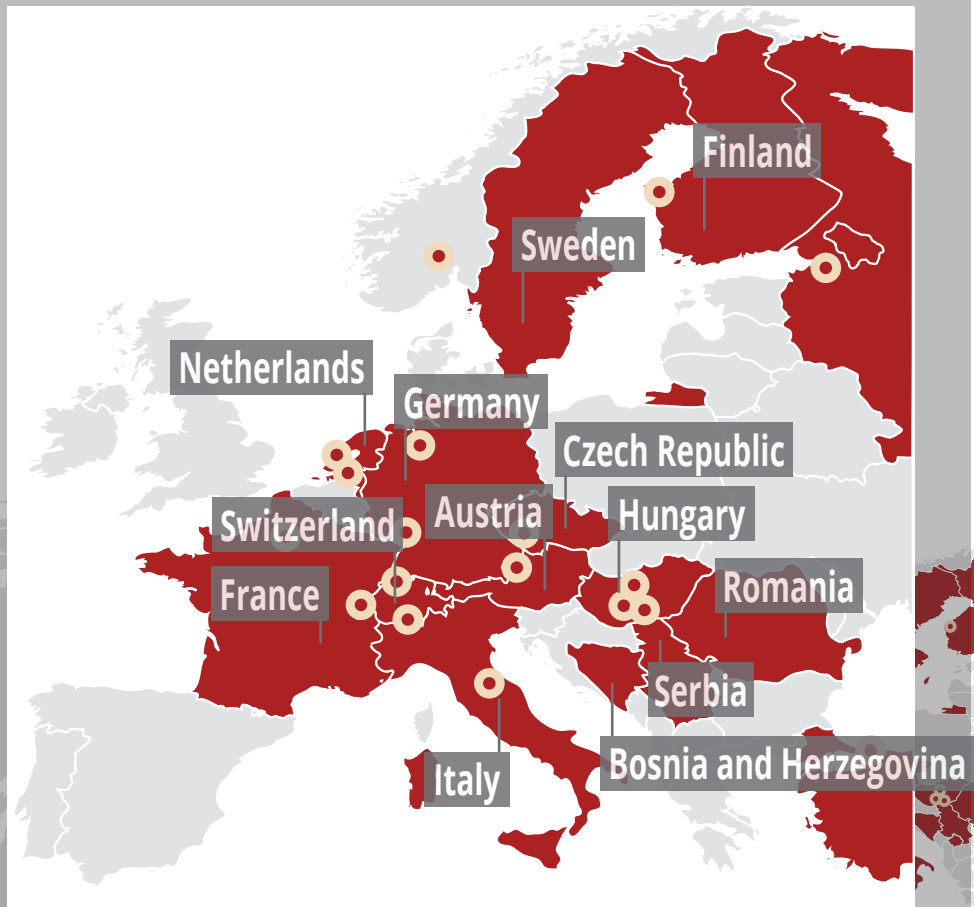 Finland
Sweden
Netherlands
Germany
Czech Republic
Austria
Hungary
Switzerland
France
Romania
Serbia
Bosnia and Herzegovina
Italy